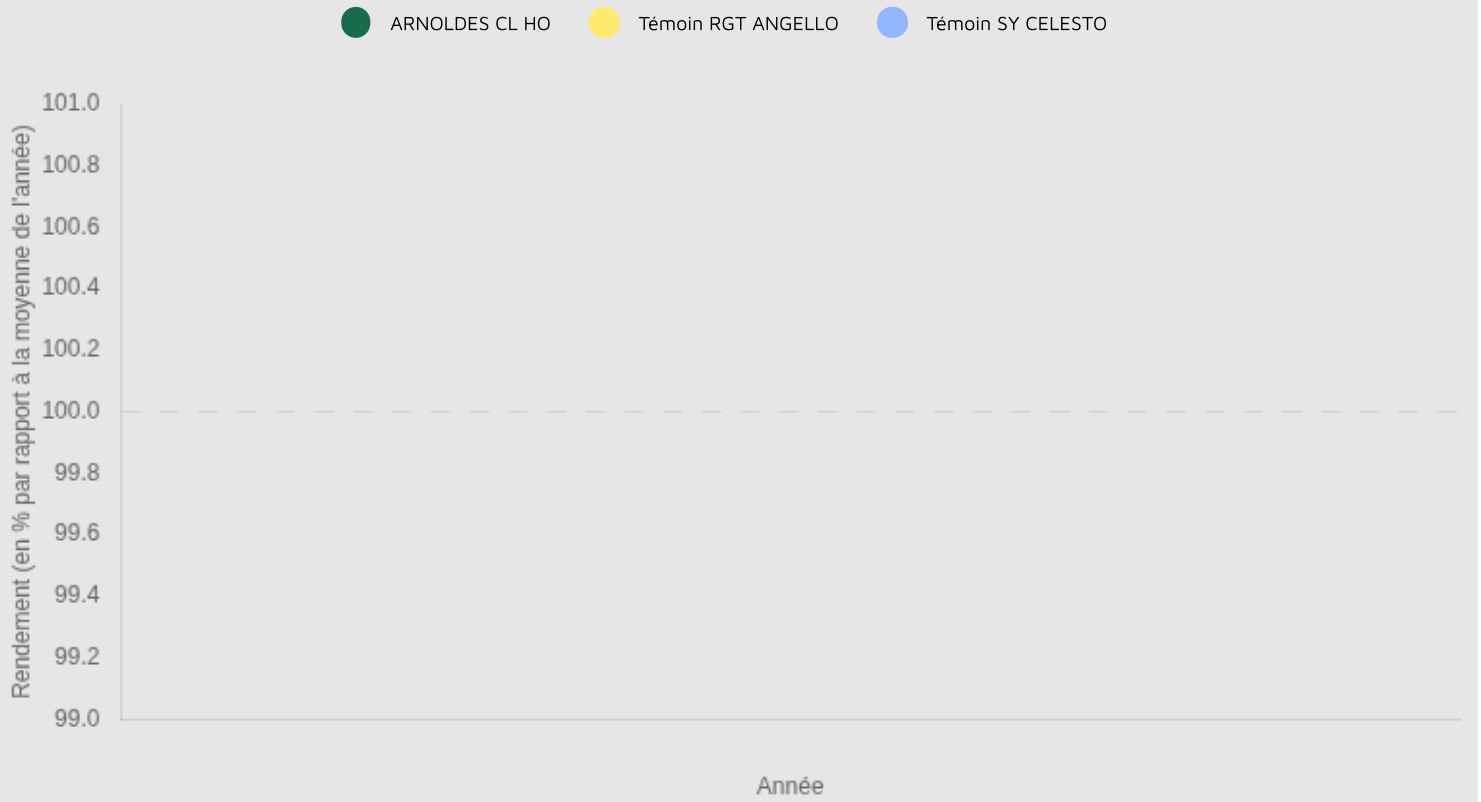 ARNOLDES CL HO
Témoin RGT ANGELLO
Témoin SY CELESTO
Rendement (en % par rapport à la moyenne de l'année)
101.0
100.8
100.6
100.4
100.2
100.0
99.8
99.6
99.4
99.2
99.0
Année